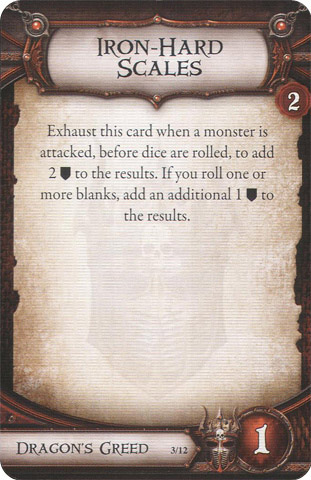 Iron-Hard
Scales
2
Exhaust this card when a monster is
attacked, before dice are rolled, to add
2 to the results. If you roll one or
more blanks, add an additional 1 to
the results.
Dragon's Greed 3/12
1